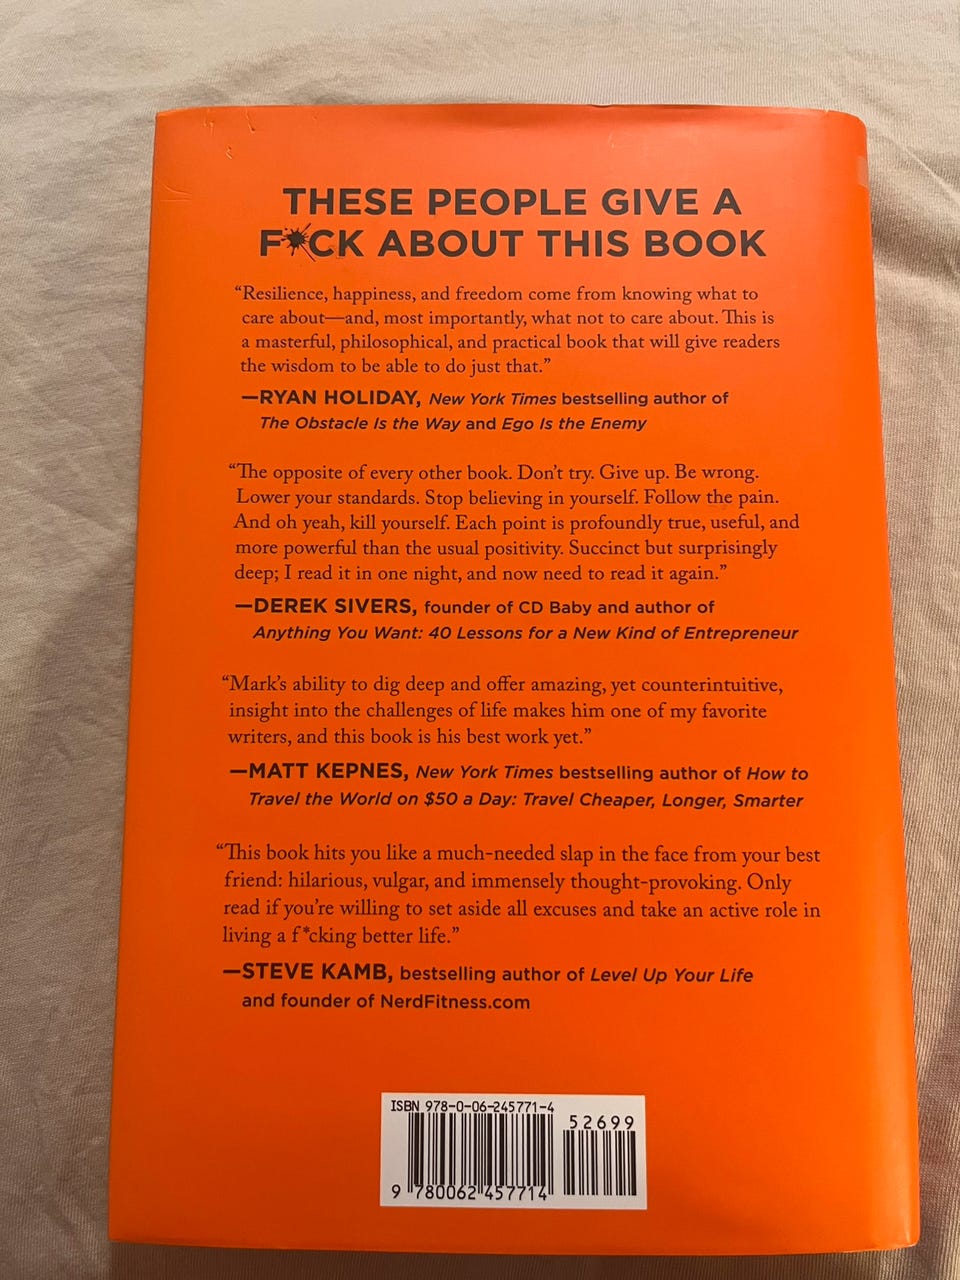 THESE PEOPLE GIVE A
F*CK ABOUT THIS BOOK
“Resilience, happiness, and freedom come from knowing what to
care about—and, most importantly, what not to care about. This is
a masterful, philosophical, and practical book that will give readers
the wisdom to be able to do just that.”
—RYAN HOLIDAY, New York Times bestselling author of
The Obstacle Is the Way and Ego Is the Enemy
“The opposite of every other book. Don’t try. Give up. Be wrong.
Lower your standards. Stop believing in yourself. Follow the pain.
And oh yeah, kill yourself. Each point is profoundly true, useful, and
more powerful than the usual positivity. Succinct but surprisingly
deep; I read it in one night, and now need to read it again.”
—DEREK SIVERS, founder of CD Baby and author of
Anything You Want: 40 Lessons for a New Kind of Entrepreneur
“Mark’s ability to dig deep and offer amazing, yet counterintuitive,
insight into the challenges of life makes him one of my favorite
writers, and this book is his best work yet.”
—MATT KEPNES, New York Times bestselling author of How to
Travel the World on $50 a Day: Travel Cheaper, Longer, Smarter
“This book hits you like a much-needed slap in the face from your best
friend: hilarious, vulgar, and immensely thought-provoking. Only
read if you’re willing to set aside all excuses and take an active role in
living a f*cking better life.”
—STEVE KAMB, bestselling author of Level Up Your Life
and founder of NerdFitness.com
ISBN 978-0-06-245771-4
52699
9 780062 457714